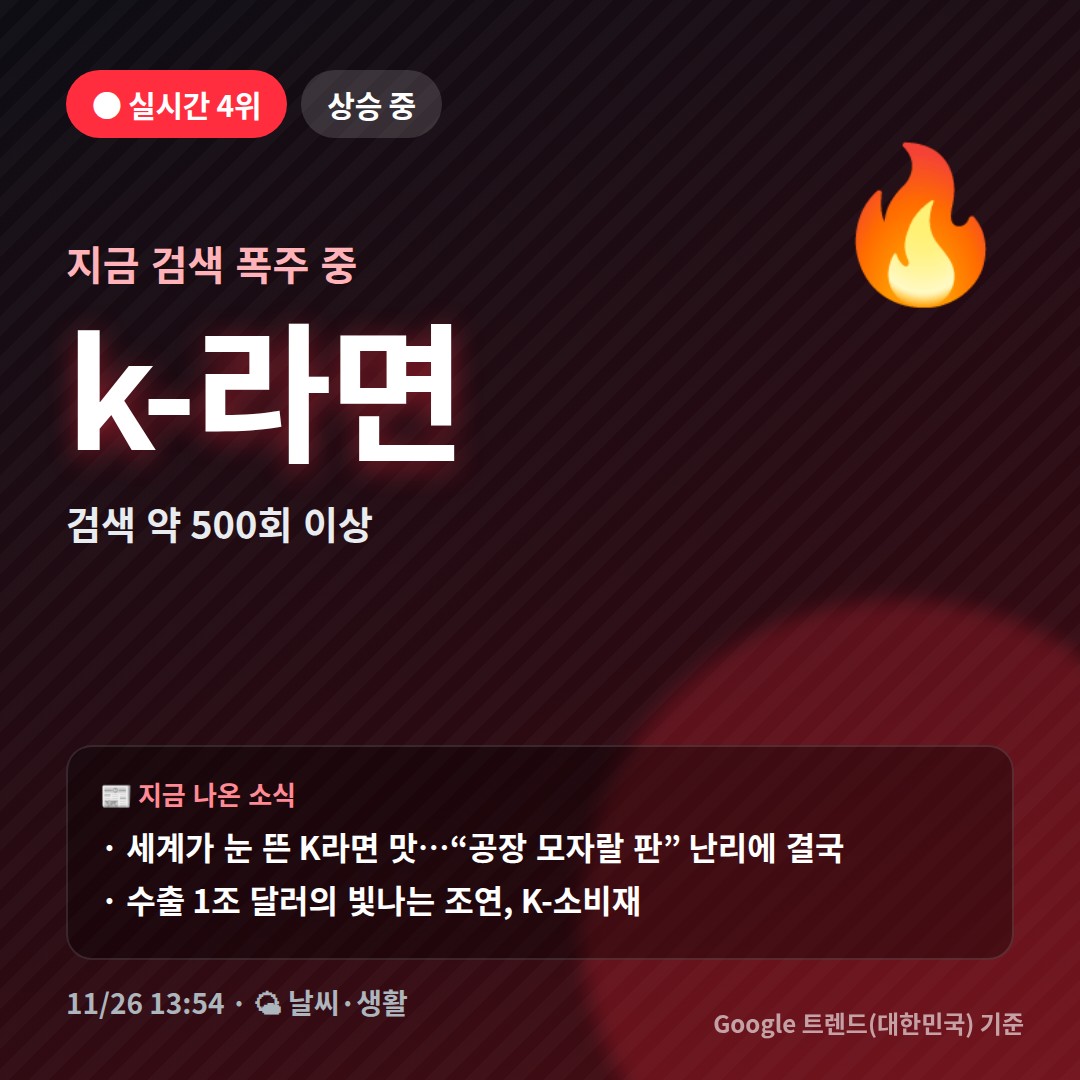 실시간 4위
상승 중
지금 검색 폭주 중
k-라면
검색 약 500회 이상
📰 지금 나온 소식
· 세계가 눈 뜬 K라면 맛…“공장 모자랄 판” 난리에 결국
· 수출 1조 달러의 빛나는 조연, K-소비재
11/26 13:54 · 🌤 날씨·생활
Google 트렌드(대한민국) 기준